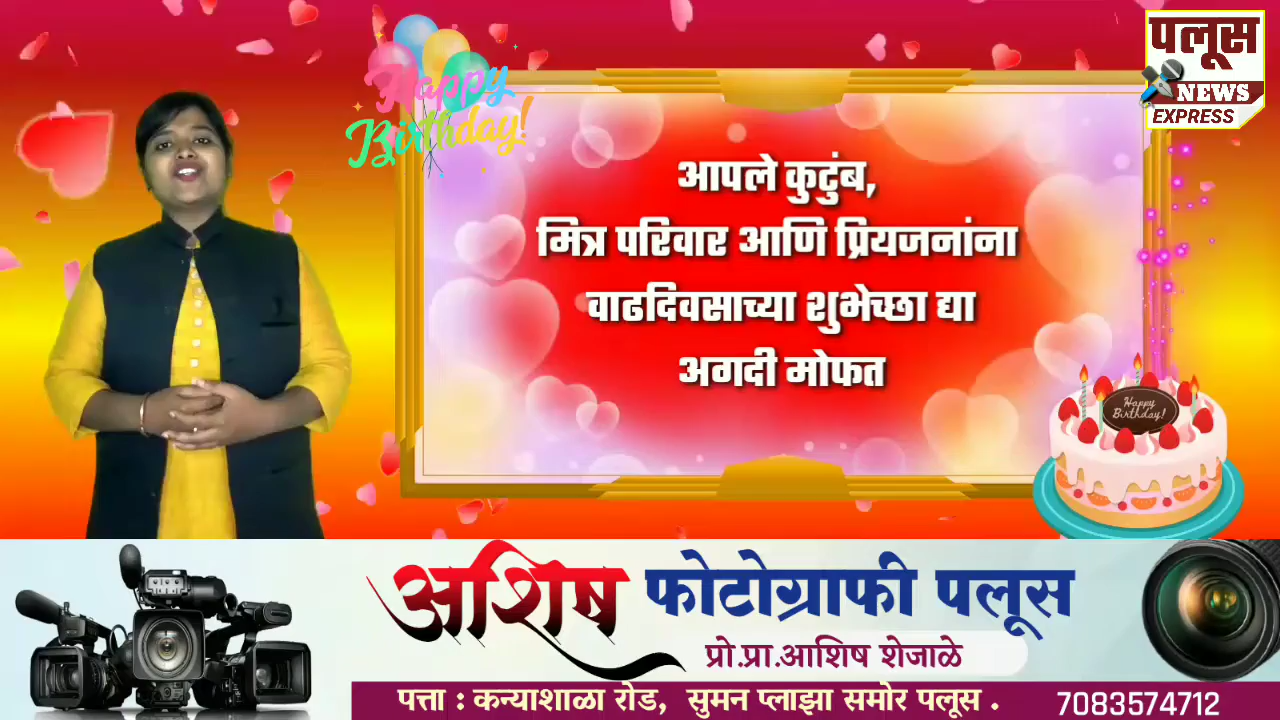 Happy
Birthday!
पलूस
NEWS
EXPRESS
आपले कुटुंब,
मित्र परिवार आणि प्रियजनांना
वाढदिवसाच्या शुभेच्छा द्या
अगदी मोफत
Happy
Birthday!
अशिष फोटोग्राफी पलूस
प्रो.प्रा.आशिष शेजाळे
पत्ता : कन्याशाळा रोड, सुमन प्लाझा समोर पलूस . 7083574712